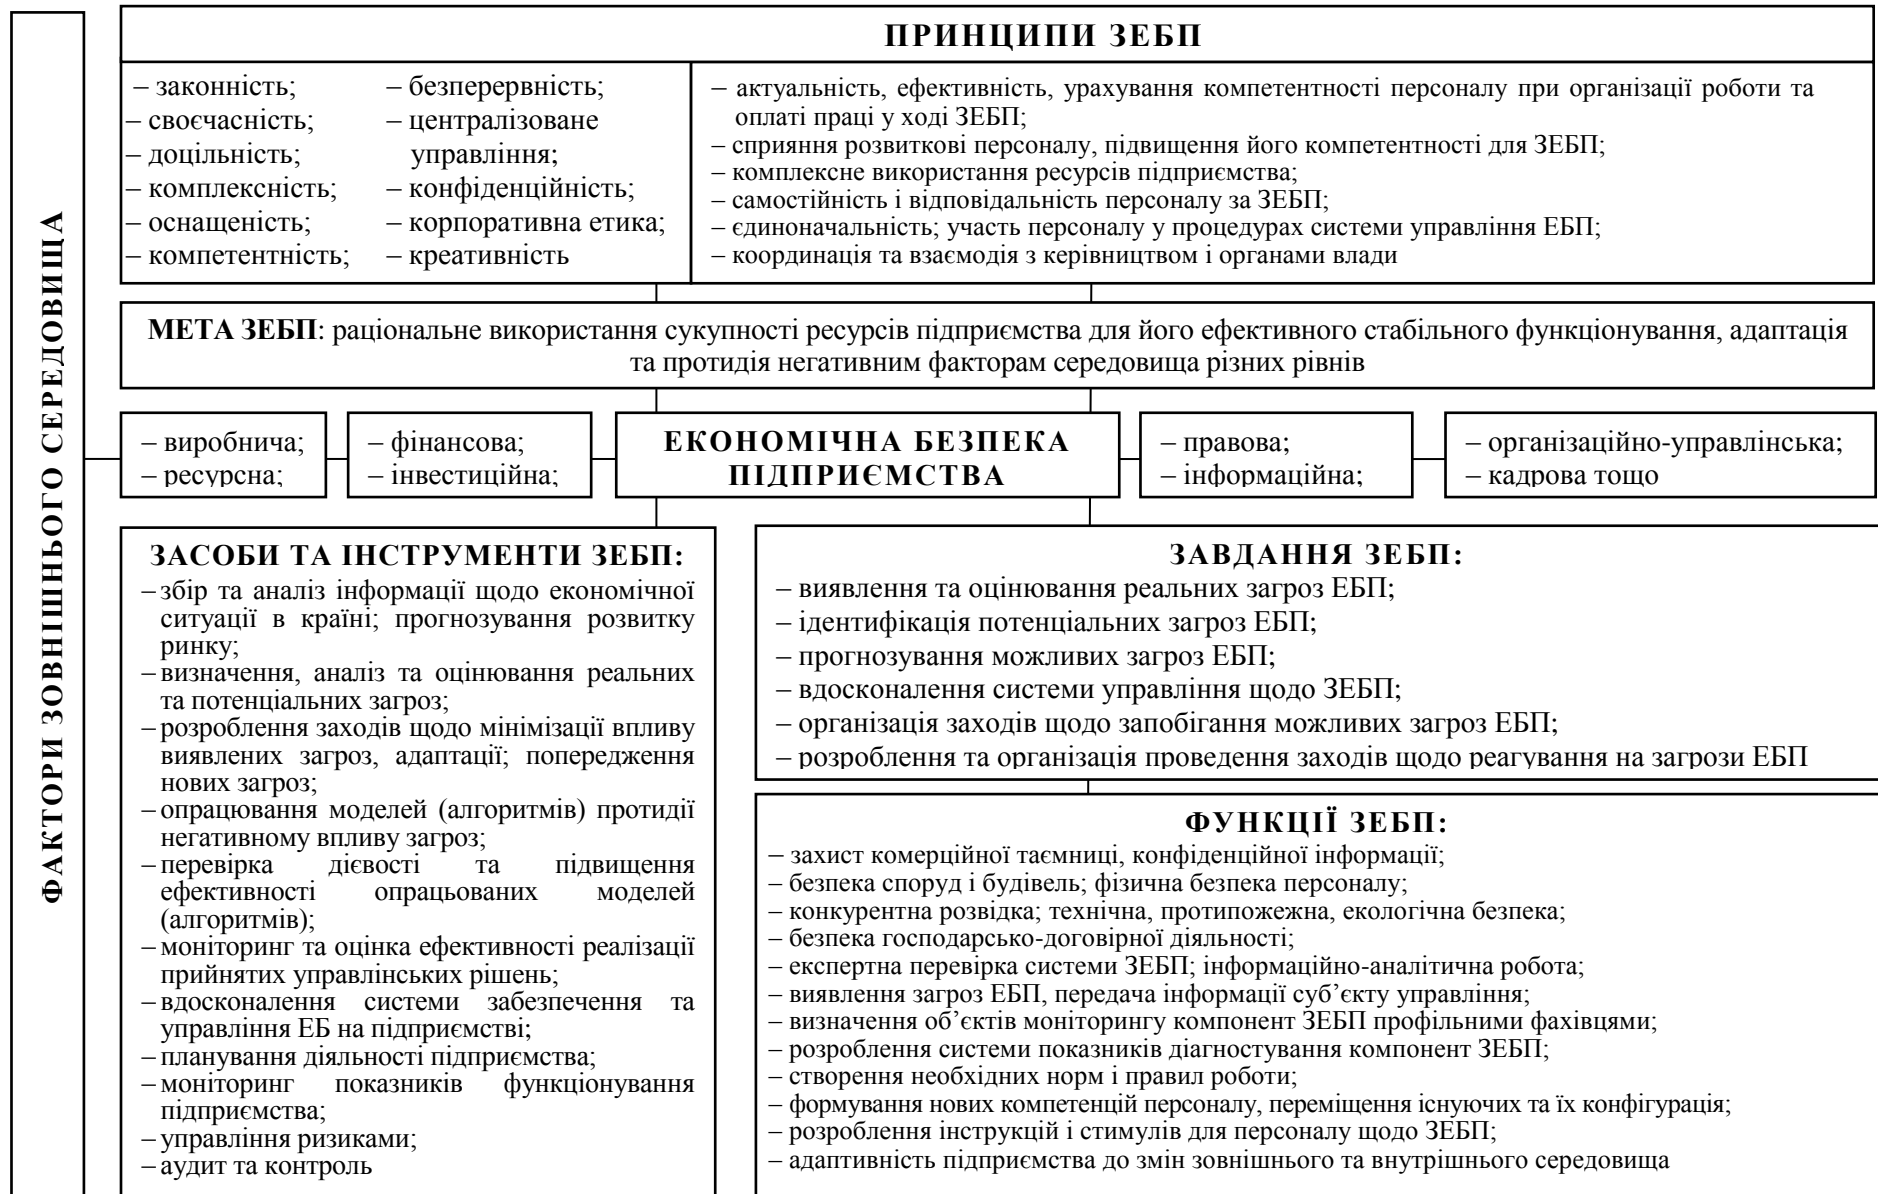 ФАКТОРИ ЗОВНІШНЬОГО СЕРЕДОВИЩА
ПРИНЦИПИ ЗЕБП
– законність;
– своєчасність;
– доцільність;
– комплексність;
– оснащеність;
– компетентність;
– безперервність;
– централізоване
управління;
– конфіденційність;
– корпоративна етика;
– креативність
– актуальність, ефективність, урахування компетентності персоналу при організації роботи та
оплаті праці у ході ЗЕБП;
– сприяння розвиткові персоналу, підвищення його компетентності для ЗЕБП;
– комплексне використання ресурсів підприємства;
– самостійність і відповідальність персоналу за ЗЕБП;
– єдиноначальність; участь персоналу у процедурах системи управління ЕБП;
– координація та взаємодія з керівництвом і органами влади
МЕТА ЗЕБП: раціональне використання сукупності ресурсів підприємства для його ефективного стабільного функціонування, адаптація
та протидія негативним факторам середовища різних рівнів
– виробнича;
– ресурсна;
– фінансова;
– інвестиційна;
ЕКОНОМІЧНА БЕЗПЕКА
ПІДПРИЄМСТВА
– правова;
– інформаційна;
– організаційно-управлінська;
– кадрова тощо
ЗАСОБИ ТА ІНСТРУМЕНТИ ЗЕБП:
– збір та аналіз інформації щодо економічної
ситуації в країні; прогнозування розвитку
ринку;
– визначення, аналіз та оцінювання реальних
та потенціальних загроз;
– розроблення заходів щодо мінімізації впливу
виявлених загроз, адаптації; попередження
нових загроз;
– опрацювання моделей (алгоритмів) протидії
негативному впливу загроз;
– перевірка дієвості та підвищення
ефективності опрацьованих моделей
(алгоритмів);
– моніторинг та оцінка ефективності реалізації
прийнятих управлінських рішень;
– вдосконалення системи забезпечення та
управління ЕБ на підприємстві;
– планування діяльності підприємства;
– моніторинг показників функціонування
підприємства;
– управління ризиками;
– аудит та контроль
ЗАВДАННЯ ЗЕБП:
– виявлення та оцінювання реальних загроз ЕБП;
– ідентифікація потенціальних загроз ЕБП;
– прогнозування можливих загроз ЕБП;
– вдосконалення системи управління щодо ЗЕБП;
– організація заходів щодо запобігання можливих загроз ЕБП;
– розроблення та організація проведення заходів щодо реагування на загрози ЕБП
ФУНКЦІЇ ЗЕБП:
– захист комерційної таємниці, конфіденційної інформації;
– безпека споруд і будівель; фізична безпека персоналу;
– конкурентна розвідка; технічна, протипожежна, екологічна безпека;
– безпека господарсько-договірної діяльності;
– експертна перевірка системи ЗЕБП; інформаційно-аналітична робота;
– виявлення загроз ЕБП, передача інформації суб’єкту управління;
– визначення об’єктів моніторингу компонент ЗЕБП профільними фахівцями;
– розроблення системи показників діагностування компонент ЗЕБП;
– створення необхідних норм і правил роботи;
– формування нових компетенцій персоналу, переміщення існуючих та їх конфігурація;
– розроблення інструкцій і стимулів для персоналу щодо ЗЕБП;
– адаптивність підприємства до змін зовнішнього та внутрішнього середовища